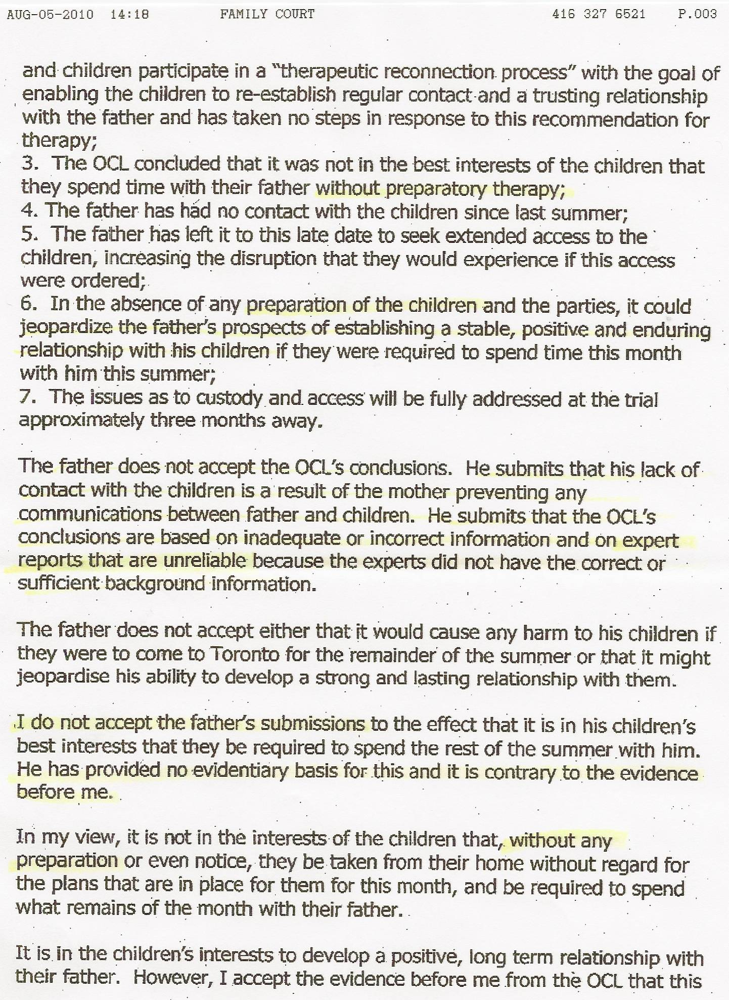 AUG-05-2010 14:18 FAMILY COURT 416 327 6521 P.003
and children participate in a “therapeutic reconnection process” with the goal of
enabling the children to re-establish regular contact and a trusting relationship
with the father and has taken no steps in response to this recommendation for
therapy;
3. The OCL concluded that it was not in the best interests of the children that
they spend time with their father without preparatory therapy;
4. The father has had no contact with the children since last summer;
5. The father has left it to this late date to seek extended access to the
children, increasing the disruption that they would experience if this access
were ordered;
6. In the absence of any preparation of the children and the parties, it could
jeopardize the father’s prospects of establishing a stable, positive and enduring
relationship with his children if they were required to spend time this month
with him this summer;
7. The issues as to custody and access will be fully addressed at the trial
approximately three months away.
The father does not accept the OCL’s conclusions. He submits that his lack of
contact with the children is a result of the mother preventing any
communications between father and children. He submits that the OCL’s
conclusions are based on inadequate or incorrect information and on expert
reports that are unreliable because the experts did not have the correct or
sufficient background information.
The father does not accept either that it would cause any harm to his children if
they were to come to Toronto for the remainder of the summer or that it might
jeopardise his ability to develop a strong and lasting relationship with them.
I do not accept the father’s submissions to the effect that it is in his children’s
best interests that they be required to spend the rest of the summer with him.
He has provided no evidentiary basis for this and it is contrary to the evidence
before me.
In my view, it is not in the interests of the children that, without any
preparation or even notice, they be taken from their home without regard for
the plans that are in place for them for this month, and be required to spend
what remains of the month with their father.
It is in the children’s interests to develop a positive, long term relationship with
their father. However, I accept the evidence before me from the OCL that this